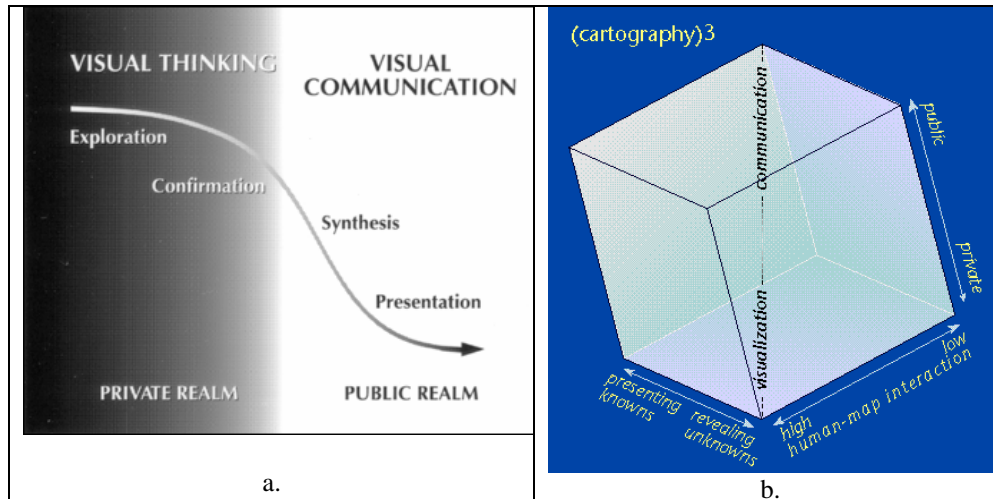 VISUAL THINKING
VISUAL
COMMUNICATION
Exploration
Confirmation
Synthesis
Presentation
PRIVATE REALM
PUBLIC REALM
a.
(cartography)3
communication
visualization
public
private
presenting
knowns
revealing
unknowns
high
low
human-map interaction
b.